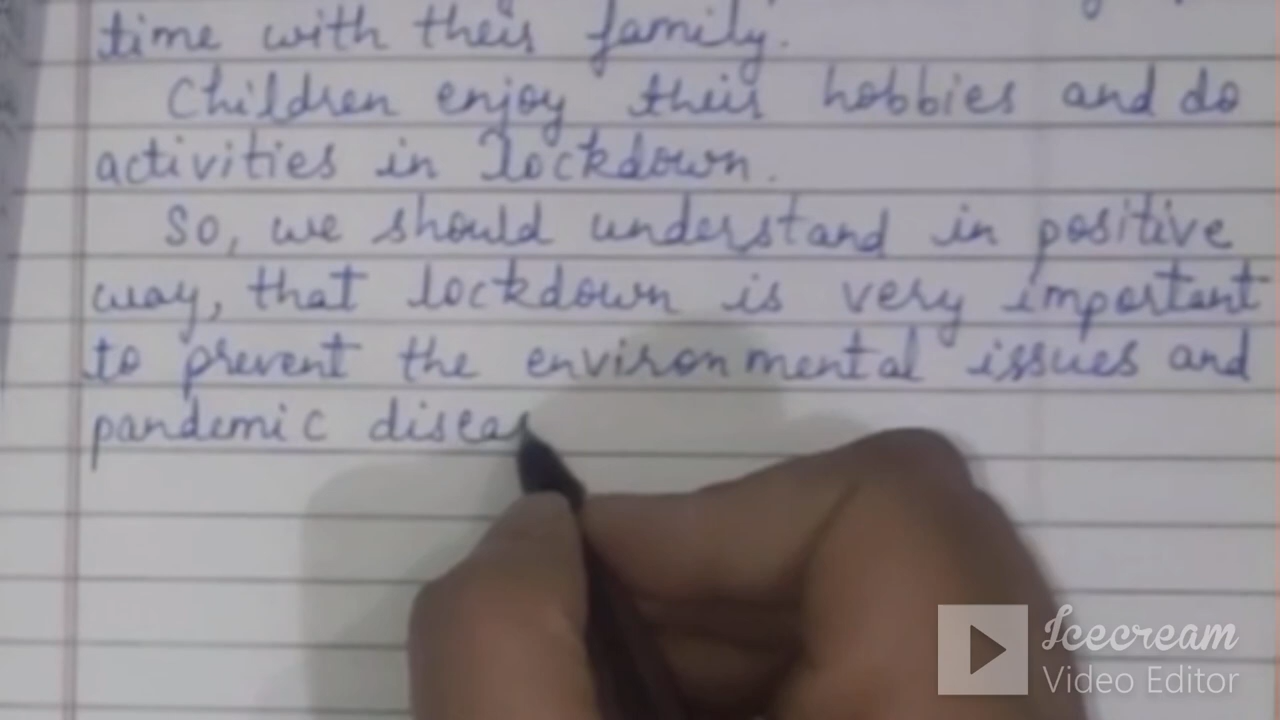 time with their family.
Children enjoy their hobbies and do
activities in lockdown.
So, we should understand in positive
way, that lockdown is very important
to prevent the environmental issues and
pandemic diseas
Icecream
Video Editor